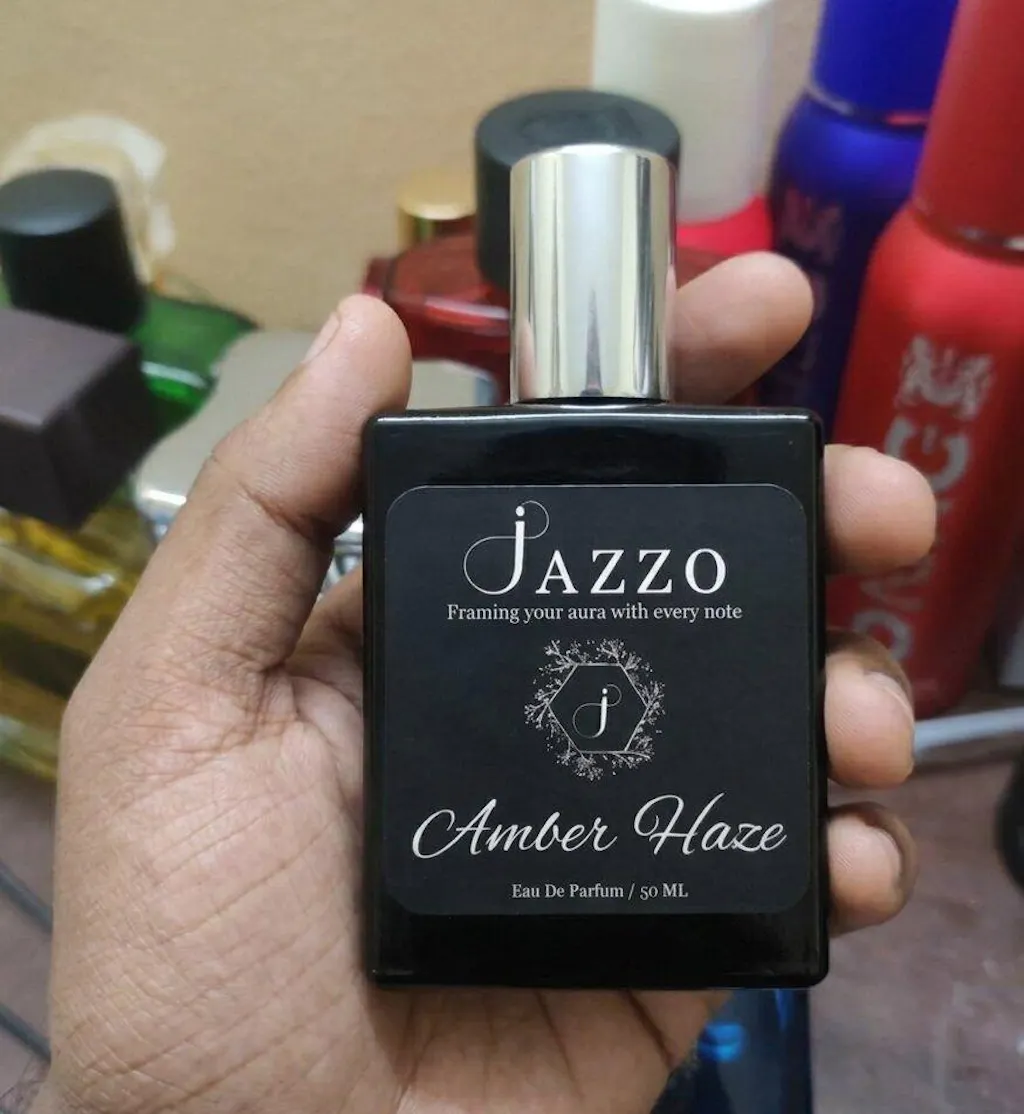 JAZZO
Framing your aura with every note
j
Amber Haze
Eau De Parfum / 50 ML